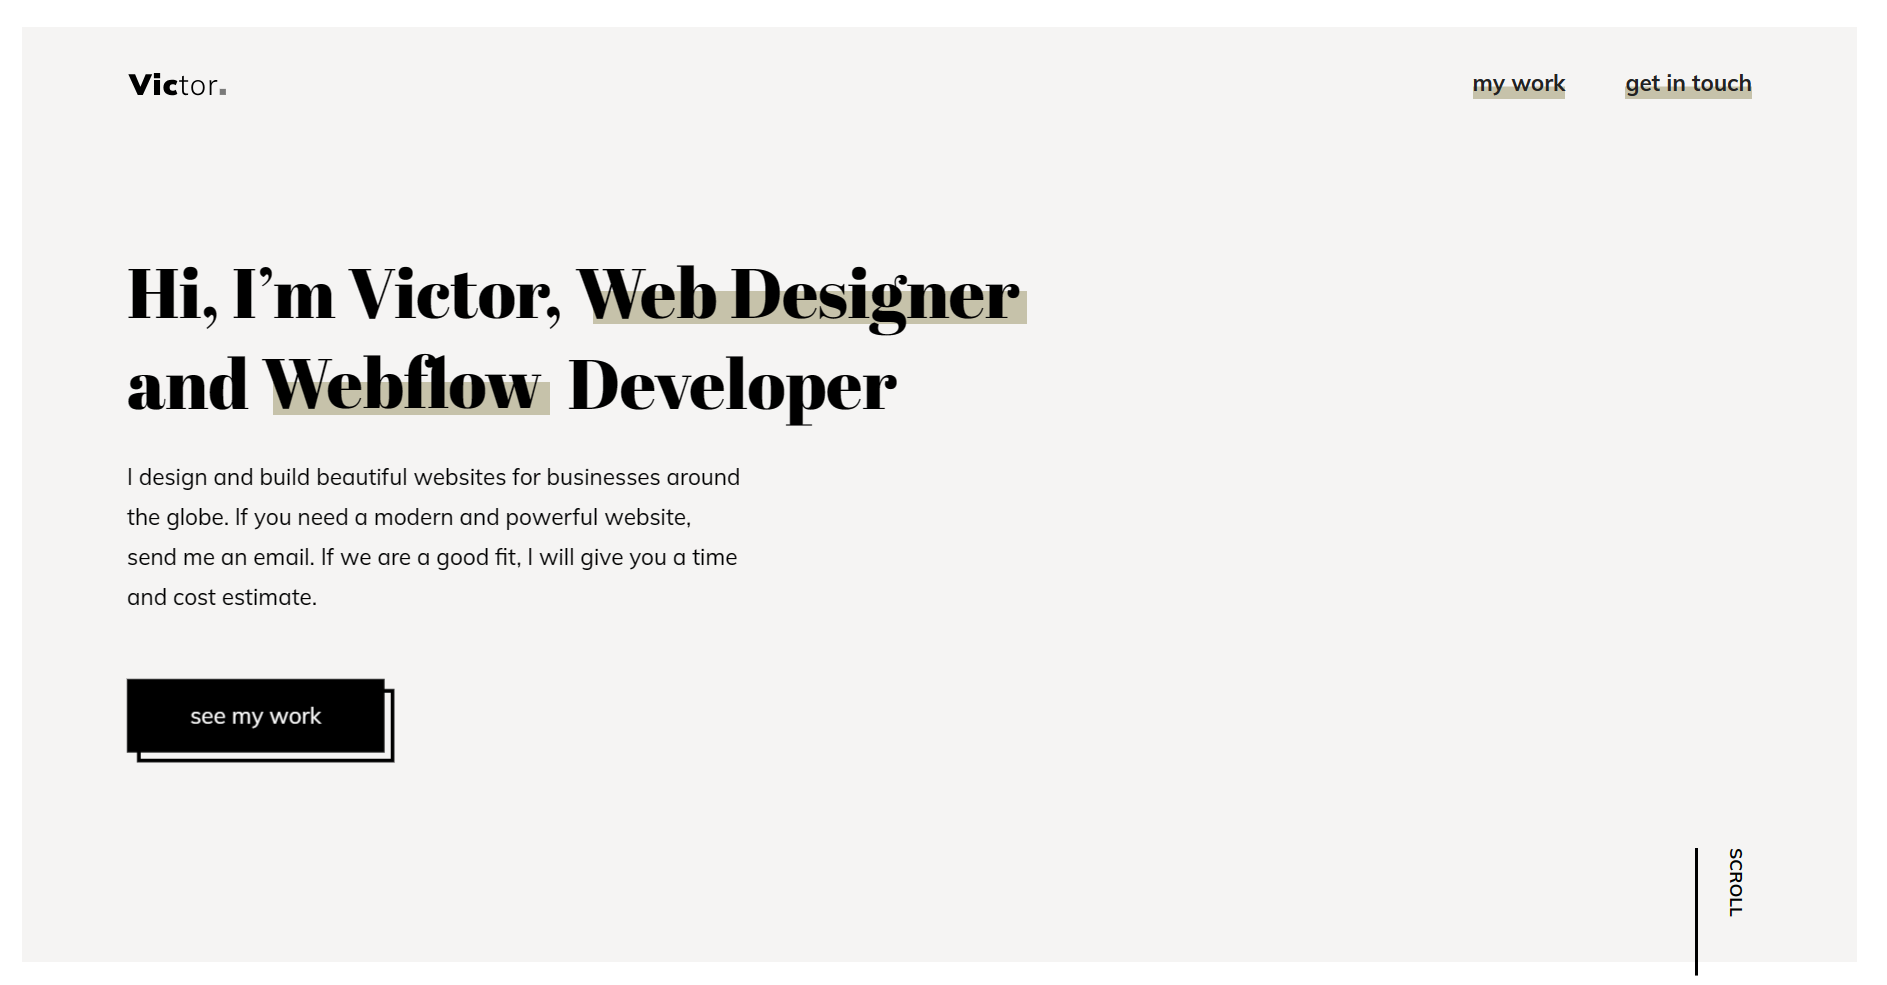 Victor.
my work
get in touch
Hi, I’m Victor, Web Designer
and Webflow Developer
I design and build beautiful websites for businesses around
the globe. If you need a modern and powerful website,
send me an email. If we are a good fit, I will give you a time
and cost estimate.
see my work
SCROLL